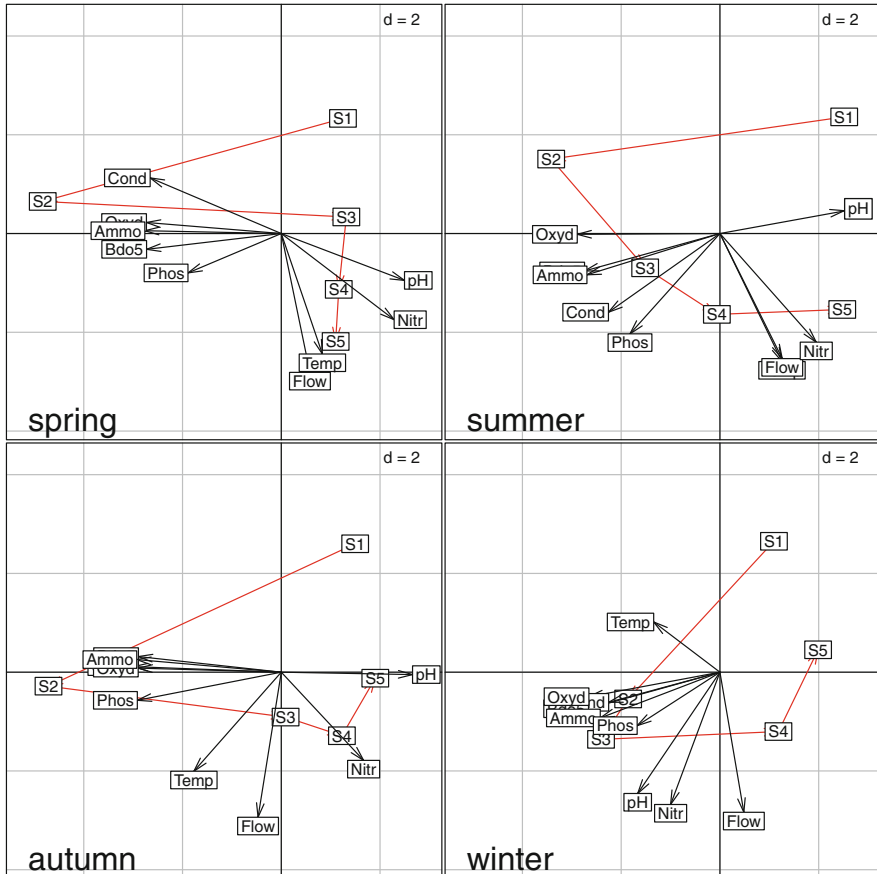 d = 2
S1
Cond
S2
S3
Oxyd
Ammo
Bdo5
Phos
pH
S4
Nitr
S5
Temp
Flow
spring
d = 2
S1
S2
pH
Oxyd
S3
Ammo
Cond
S4
S5
Phos
Nitr
Flow
summer
d = 2
S1
Ammo
Oxyd
S2
pH
S5
Phos
S3
S4
Nitr
Temp
Flow
autumn
d = 2
S1
Temp
S5
Oxyd
S2
Ammo
Phos
S3
S4
pH
Nitr
Flow
winter